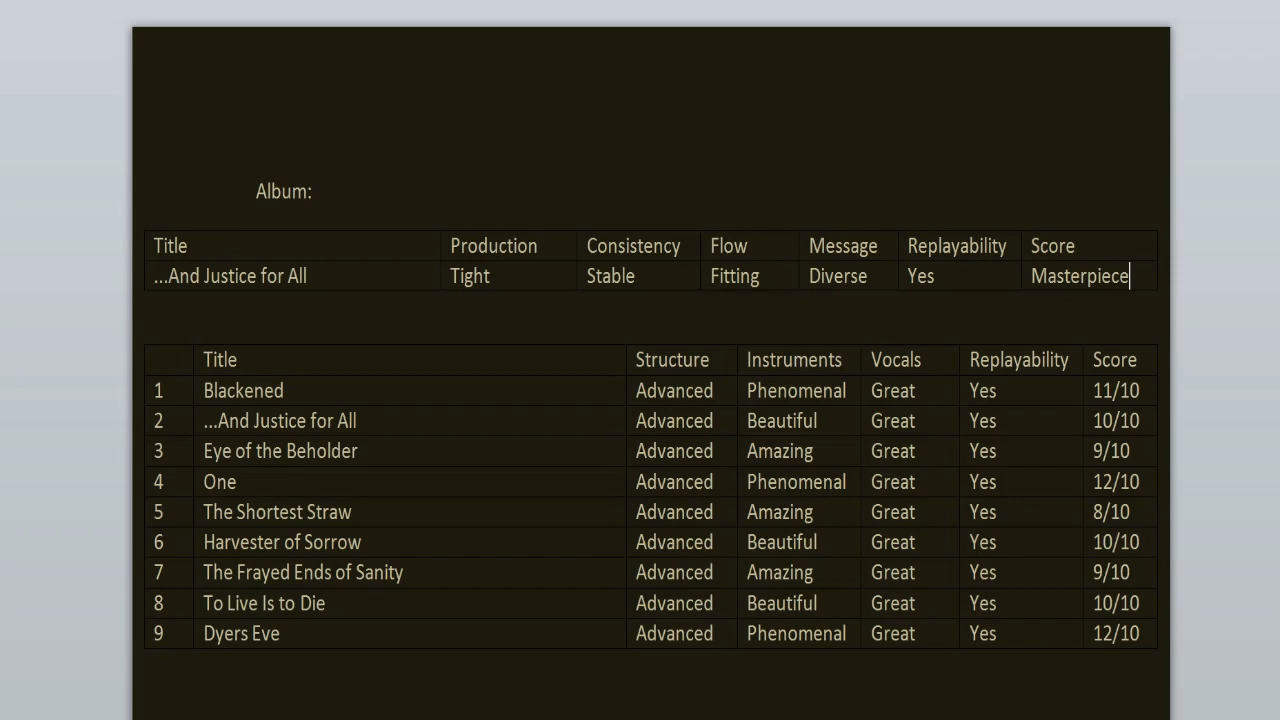 Album:
Title Production Consistency Flow Message Replayability Score
...And Justice for All Tight Stable Fitting Diverse Yes Masterpiece
Title Structure Instruments Vocals Replayability Score
1 Blackened Advanced Phenomenal Great Yes 11/10
2 ...And Justice for All Advanced Beautiful Great Yes 10/10
3 Eye of the Beholder Advanced Amazing Great Yes 9/10
4 One Advanced Phenomenal Great Yes 12/10
5 The Shortest Straw Advanced Amazing Great Yes 8/10
6 Harvester of Sorrow Advanced Beautiful Great Yes 10/10
7 The Frayed Ends of Sanity Advanced Amazing Great Yes 9/10
8 To Live Is to Die Advanced Beautiful Great Yes 10/10
9 Dyers Eve Advanced Phenomenal Great Yes 12/10